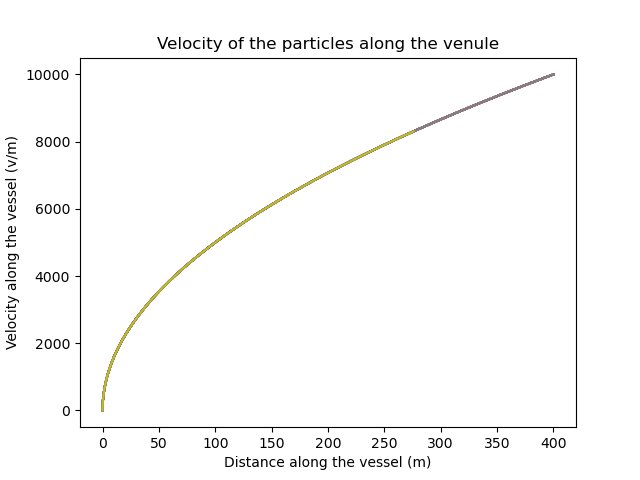 Velocity of the particles along the venule
10000
8000
6000
4000
2000
0
Velocity along the vessel (v/m)
0 50 100 150 200 250 300 350 400
Distance along the vessel (m)